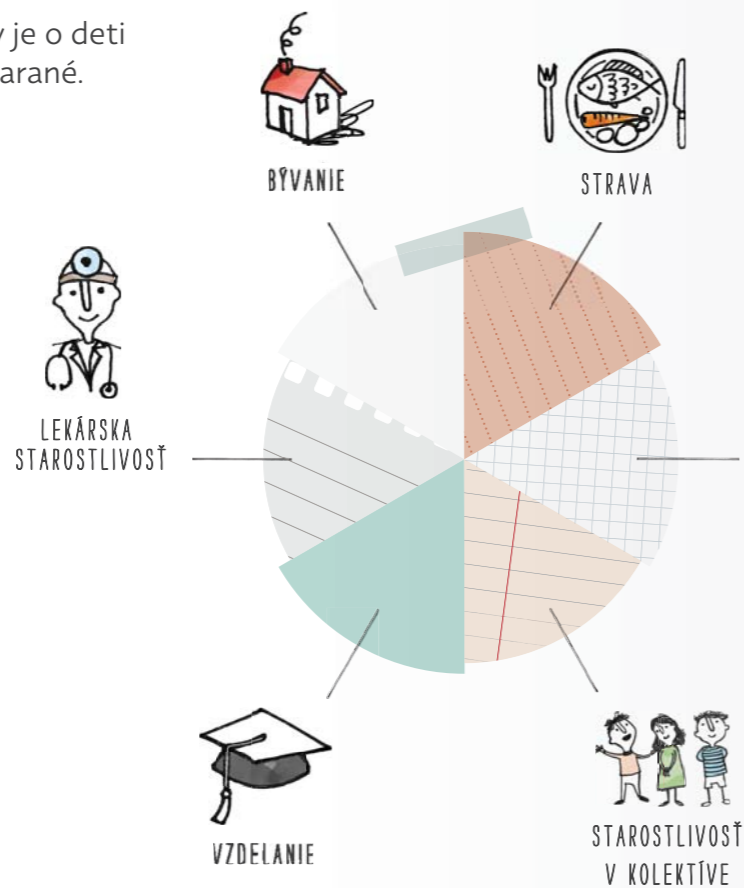 je o deti
arané.
BÝVANIE
STRAVA
LEKÁRSKA
STAROSTLIVOSŤ
VZDELANIE
STAROSTLIVOSŤ
V KOLEKTÍVE